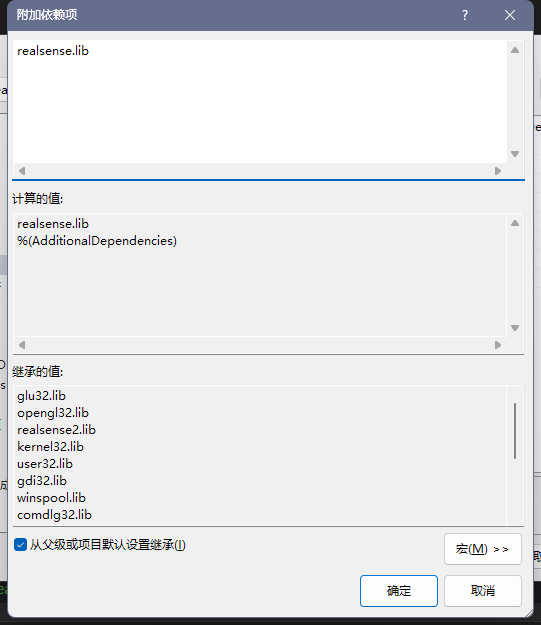 附加依赖项
?
realsense.lib
计算的值:
realsense.lib
%(AdditionalDependencies)
继承的值:
glu32.lib
opengl32.lib
realsense2.lib
kernel32.lib
user32.lib
gdi32.lib
winspool.lib
comdlg32.lib
从父级或项目默认设置继承(I)
宏(M) >>
确定
取消